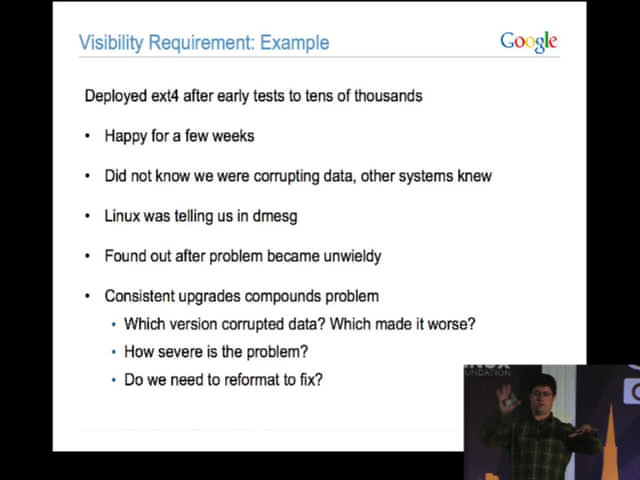 Visibility Requirement: Example
Google
Deployed ext4 after early tests to tens of thousands
• Happy for a few weeks
• Did not know we were corrupting data, other systems knew
• Linux was telling us in dmesg
• Found out after problem became unwieldy
• Consistent upgrades compounds problem
• Which version corrupted data? Which made it worse?
• How severe is the problem?
• Do we need to reformat to fix?